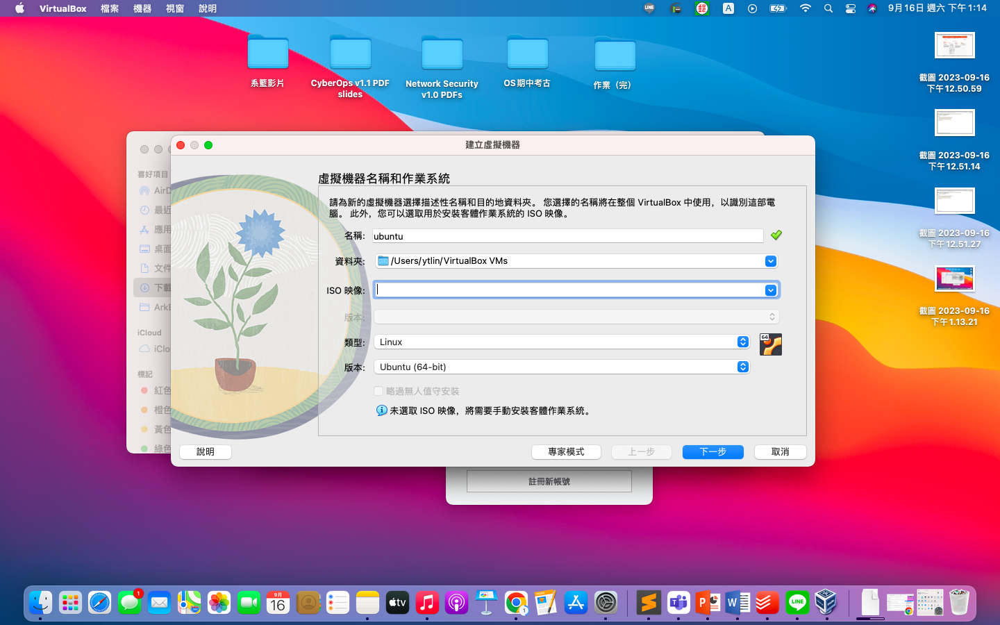 VirtualBox 檔案 機器 視窗 說明
LINE 超 A 9月16日 週六 下午1:14
系籃影片
CyberOps v1.1 PDF
slides
Network Security
v1.0 PDFs
OS期中考古
作業（完）
截圖 2023-09-16
下午12.50.59
截圖 2023-09-16
下午12.51.14
截圖 2023-09-16
下午12.51.27
截圖 2023-09-16
下午1.13.21
喜好項目
AirD
最近
應用
桌面
文件
下載
iCloud
iClo
標記
紅色
橙色
黃色
綠色
建立虛擬機器
虛擬機器名稱和作業系統
請為新的虛擬機器選擇描述性名稱和目的地資料夾。 您選擇的名稱將在整個 VirtualBox 中使用，以識別這部電
腦。 此外，您可以選取用於安裝客體作業系統的 ISO 映像。
名稱: ubuntu
資料夾: /Users/ytlin/VirtualBox VMs
ISO 映像:
版本:
類型: Linux
64
版本: Ubuntu (64-bit)
略過無人值守安裝
未選取 ISO 映像，將需要手動安裝客體作業系統。
說明 專家模式 上一步 下一步 取消
註冊新帳號
1
9月
16
tv
1
P
W
LINE